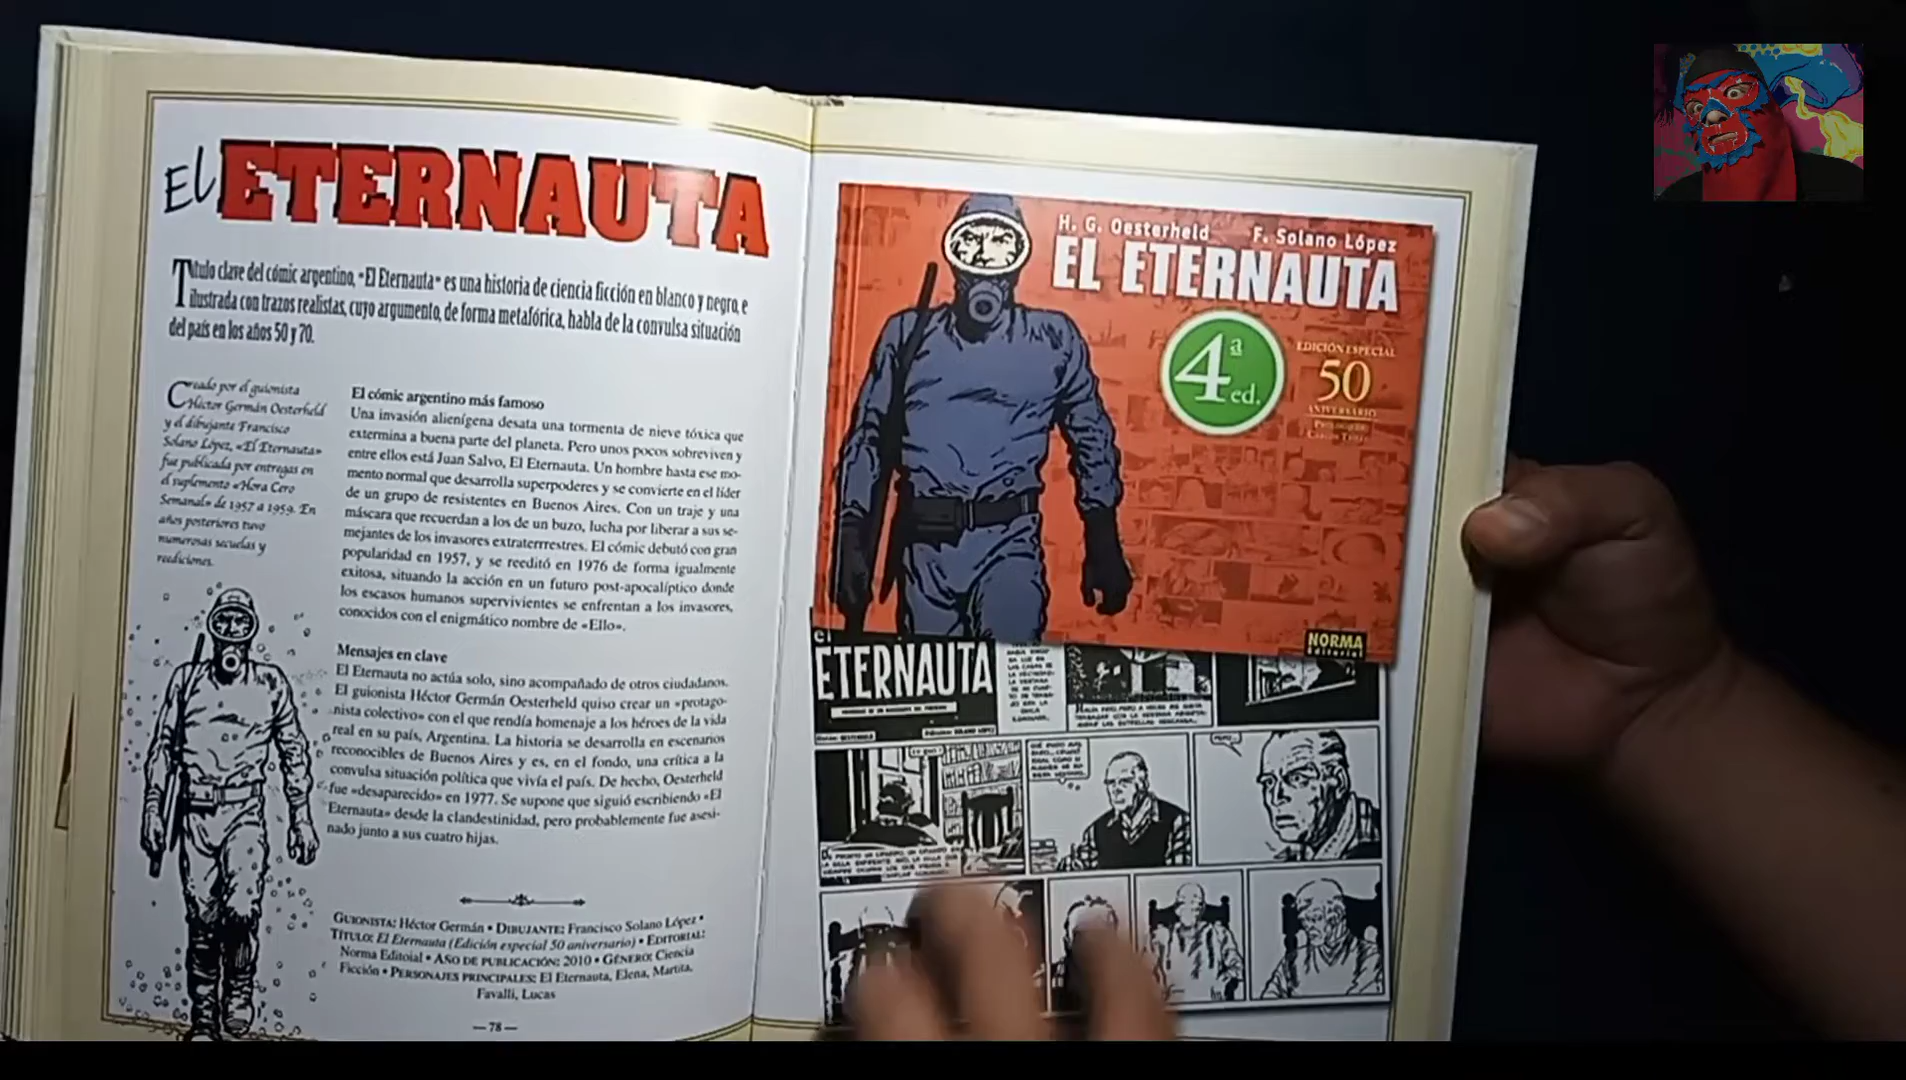 El ETERNAUTA
Título clave del cómic argentino, «El Eternauta» es una historia de ciencia ficción en blanco y negro, e
ilustrada con trazos realistas, cuyo argumento, de forma metafórica, habla de la convulsa situación
del país en los años 50 y 70.
Creado por el guionista
Héctor Germán Oesterheld
y el dibujante Francisco
Solano López, «El Eternauta»
fue publicada por entregas en
el suplemento «Hora Cero
Semanal» de 1957 a 1959. En
años posteriores tuvo
numerosas secuelas y
reediciones.
El cómic argentino más famoso
Una invasión alienígena desata una tormenta de nieve tóxica que
extermina a buena parte del planeta. Pero unos pocos sobreviven y
entre ellos está Juan Salvo, El Eternauta. Un hombre hasta ese mo-
mento normal que desarrolla superpoderes y se convierte en el líder
de un grupo de resistentes en Buenos Aires. Con un traje y una
máscara que recuerdan a los de un buzo, lucha por liberar a sus se-
mejantes de los invasores extraterrrestres. El cómic debutó con gran
popularidad en 1957, y se reeditó en 1976 de forma igualmente
exitosa, situando la acción en un futuro post-apocalíptico donde
los escasos humanos supervivientes se enfrentan a los invasores,
conocidos con el enigmático nombre de «Ello».
Mensajes en clave
El Eternauta no actúa solo, sino acompañado de otros ciudadanos.
El guionista Héctor Germán Oesterheld quiso crear un «protago-
nista colectivo» con el que rendía homenaje a los héroes de la vida
real en su país, Argentina. La historia se desarrolla en escenarios
reconocibles de Buenos Aires y es, en el fondo, una crítica a la
convulsa situación política que vivía el país. De hecho, Oesterheld
fue «desaparecido» en 1977. Se supone que siguió escribiendo «El
Eternauta» desde la clandestinidad, pero probablemente fue asesi-
nado junto a sus cuatro hijas.
GUIONISTA: Héctor Germán • DIBUJANTE: Francisco Solano López •
TÍTULO: El Eternauta (Edición especial 50 aniversario) • EDITORIAL:
Norma Editoial • AÑO DE PUBLICACIÓN: 2010 • GÉNERO: Ciencia
Ficción • PERSONAJES PRINCIPALES: El Eternauta, Elena, Martita,
Favalli, Lucas
— 78 —
H. G. Oesterheld F. Solano López
EL ETERNAUTA
4ª
ed.
EDICIÓN ESPECIAL
50
ANIVERSARIO
NORMA
Editorial
el
ETERNAUTA